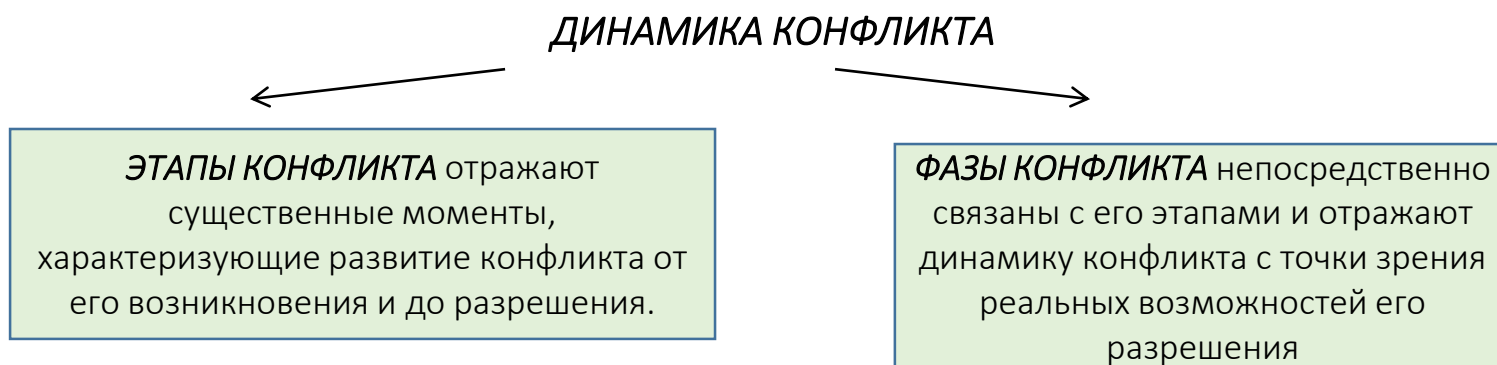 ДИНАМИКА КОНФЛИКТА
ЭТАПЫ КОНФЛИКТА отражают
существенные моменты,
характеризующие развитие конфликта от
его возникновения и до разрешения.
ФАЗЫ КОНФЛИКТА непосредственно
связаны с его этапами и отражают
динамику конфликта с точки зрения
реальных возможностей его
разрешения